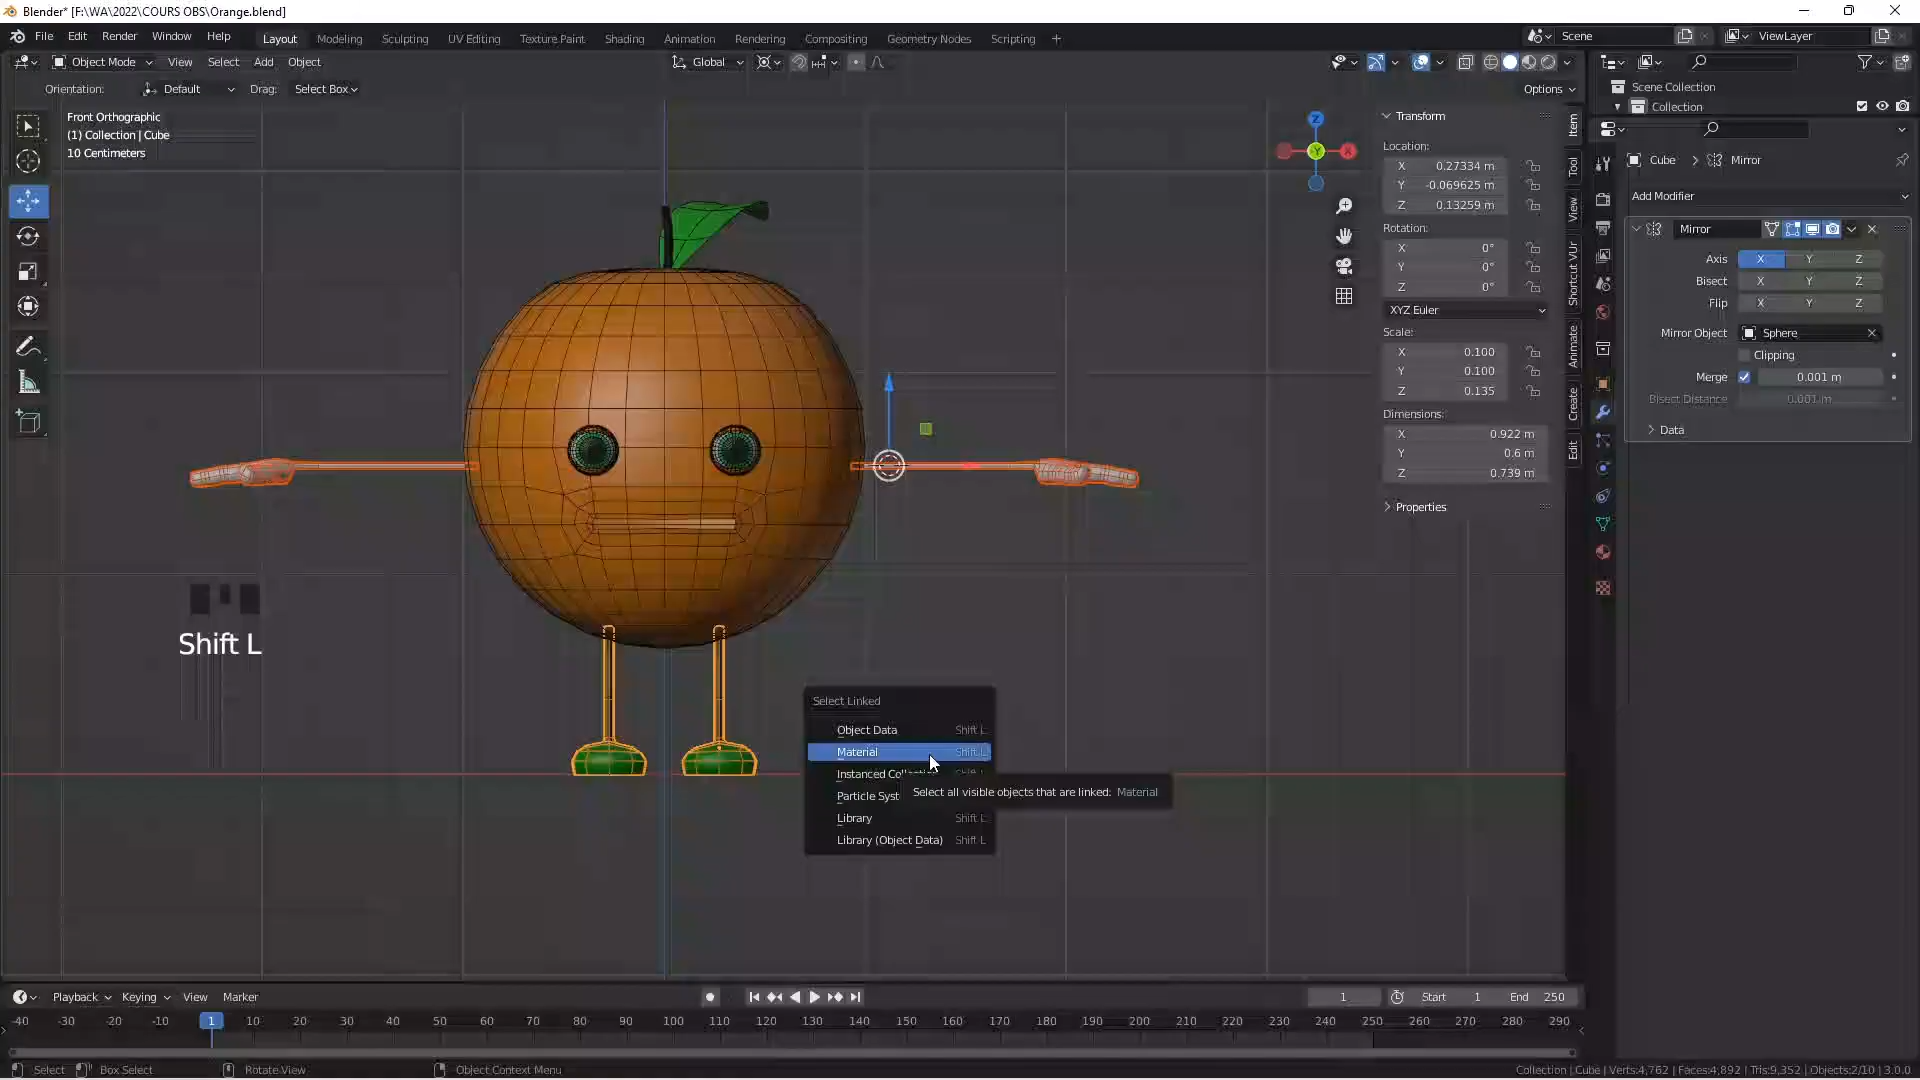 Blender* [F:\WA\2022\COURS OBS\Orange.blend]
File Edit Render Window Help
Layout Modeling Sculpting UV Editing Texture Paint Shading Animation Rendering Compositing Geometry Nodes Scripting +
Scene
ViewLayer
Object Mode View Select Add Object
Global
Orientation: Default Drag: Select Box
Options
Front Orthographic
(1) Collection | Cube
10 Centimeters
Z
Y
X
Transform
Location:
X 0.27334 m
Y -0.069625 m
Z 0.13259 m
Rotation:
X 0°
Y 0°
Z 0°
XYZ Euler
Scale:
X 0.100
Y 0.100
Z 0.135
Dimensions:
X 0.922 m
Y 0.6 m
Z 0.739 m
Properties
Item
Tool
View
Shortcut VUr
Animate
Create
Edit
Scene Collection
Collection
Cube Mirror
Add Modifier
Mirror
Axis X Y Z
Bisect X Y Z
Flip X Y Z
Mirror Object Sphere
Clipping
Merge 0.001 m
Bisect Distance 0.001 m
Data
Shift L
Select Linked
Object Data Shift L
Material Shift L
Instanced
Particle
Select all visible objects that are linked: Material
Library Shift L
Library (Object Data) Shift L
Playback Keying View Marker
1 Start 1 End 250
-40 -30 -20 -10 1 10 20 30 40 50 60 70 80 90 100 110 120 130 140 150 160 170 180 190 200 210 220 230 240 250 260 270 280 290
Select Box Select Rotate View Object Context Menu
Collection | Cube | Verts:4,762 | Faces:4,892 | Tris:9,352 | Objects:2/10 | 3.0.0